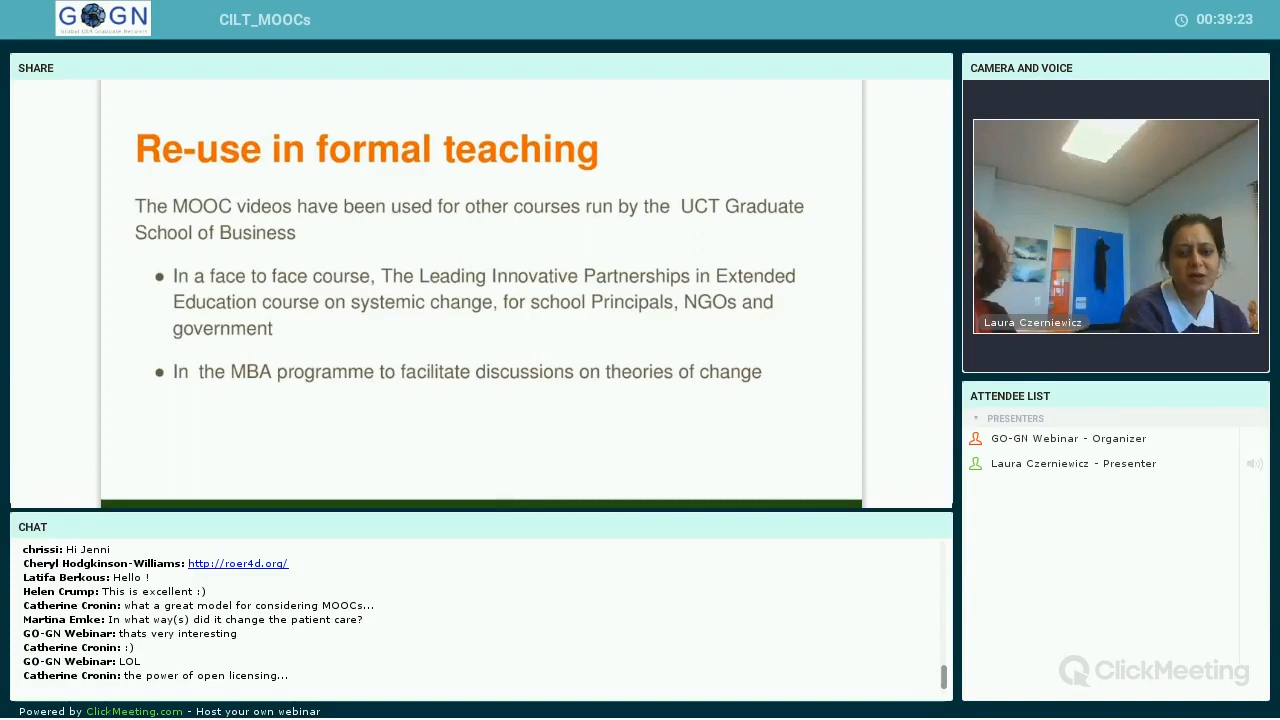 GOGN
Global OER Graduate Network
CILT_MOOCs
00:39:23
SHARE
Re-use in formal teaching
The MOOC videos have been used for other courses run by the UCT Graduate
School of Business
● In a face to face course, The Leading Innovative Partnerships in Extended
Education course on systemic change, for school Principals, NGOs and
government
● In the MBA programme to facilitate discussions on theories of change
CAMERA AND VOICE
Laura Czerniewicz
ATTENDEE LIST
PRESENTERS
GO-GN Webinar - Organizer
Laura Czerniewicz - Presenter
ClickMeeting
CHAT
chrissi: Hi Jenni
Cheryl Hodgkinson-Williams: http://roer4d.org/
Latifa Berkous: Hello !
Helen Crump: This is excellent :)
Catherine Cronin: what a great model for considering MOOCs...
Martina Emke: In what way(s) did it change the patient care?
GO-GN Webinar: thats very interesting
Catherine Cronin: :)
GO-GN Webinar: LOL
Catherine Cronin: the power of open licensing...
Powered by ClickMeeting.com - Host your own webinar